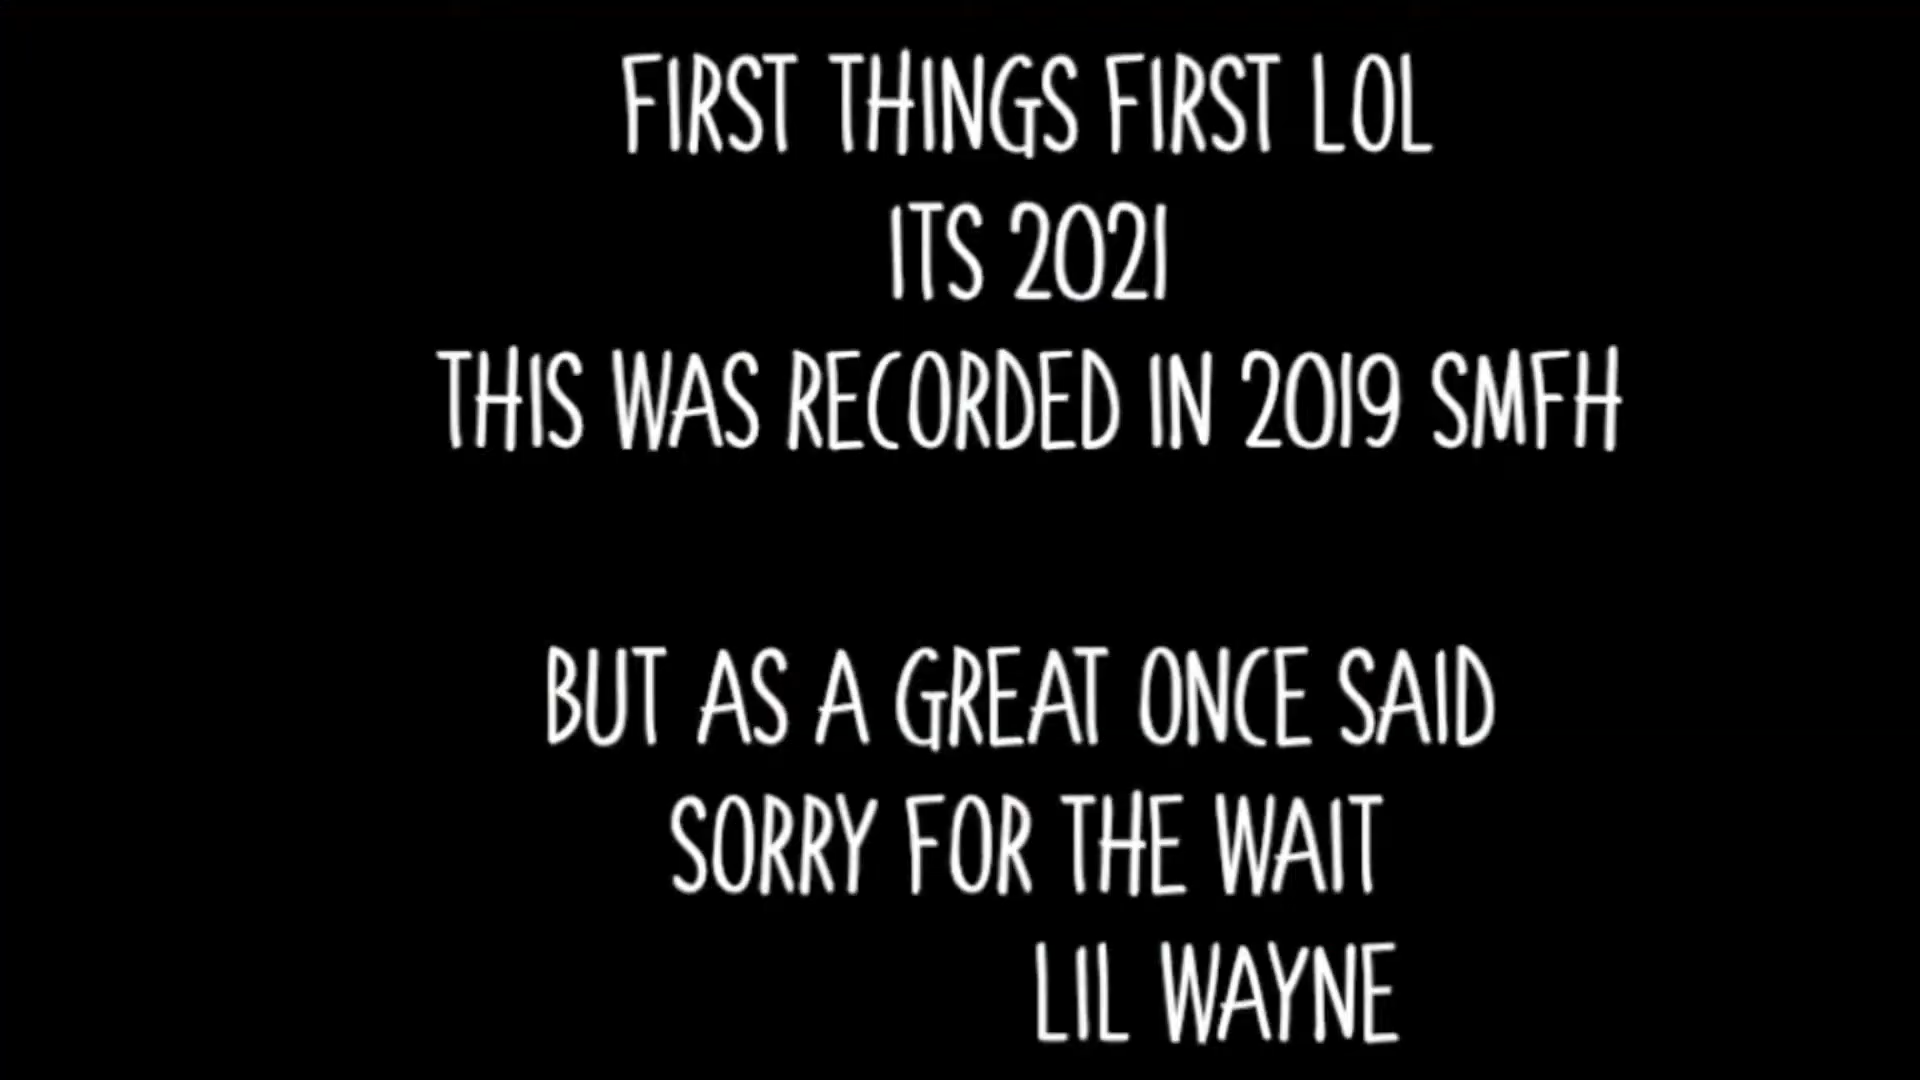 FIRST THINGS FIRST LOL
ITS 2021
THIS WAS RECORDED IN 2019 SMFH
BUT AS A GREAT ONCE SAID
SORRY FOR THE WAIT
LIL WAYNE